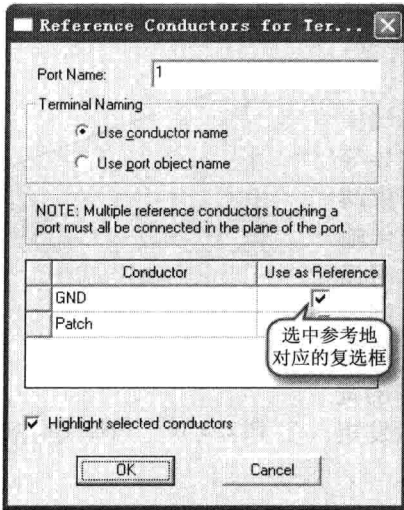 Reference Conductors for Ter...
Port Name: 1
Terminal Naming
Use conductor name
Use port object name
NOTE: Multiple reference conductors touching a
port must all be connected in the plane of the port.
Conductor Use as Reference
GND
Patch
选中参考地
对应的复选框
Highlight selected conductors
OK Cancel